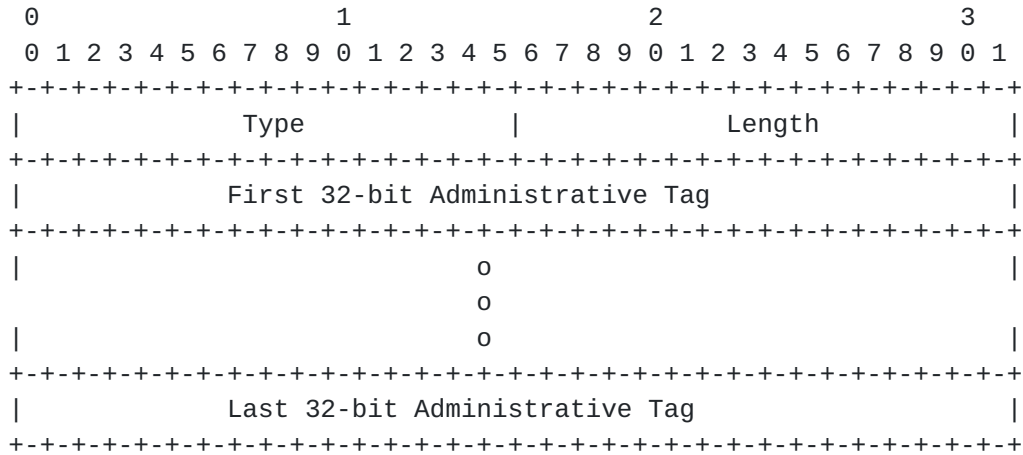 0                   1                   2                   3
 0 1 2 3 4 5 6 7 8 9 0 1 2 3 4 5 6 7 8 9 0 1 2 3 4 5 6 7 8 9 0 1
+-+-+-+-+-+-+-+-+-+-+-+-+-+-+-+-+-+-+-+-+-+-+-+-+-+-+-+-+-+-+-+-+
|              Type             |             Length            |
+-+-+-+-+-+-+-+-+-+-+-+-+-+-+-+-+-+-+-+-+-+-+-+-+-+-+-+-+-+-+-+-+
|             First 32-bit Administrative Tag                   |
+-+-+-+-+-+-+-+-+-+-+-+-+-+-+-+-+-+-+-+-+-+-+-+-+-+-+-+-+-+-+-+-+
|                             o                                 |
                              o
|                             o                                 |
+-+-+-+-+-+-+-+-+-+-+-+-+-+-+-+-+-+-+-+-+-+-+-+-+-+-+-+-+-+-+-+-+
|             Last 32-bit Administrative Tag                    |
+-+-+-+-+-+-+-+-+-+-+-+-+-+-+-+-+-+-+-+-+-+-+-+-+-+-+-+-+-+-+-+-+